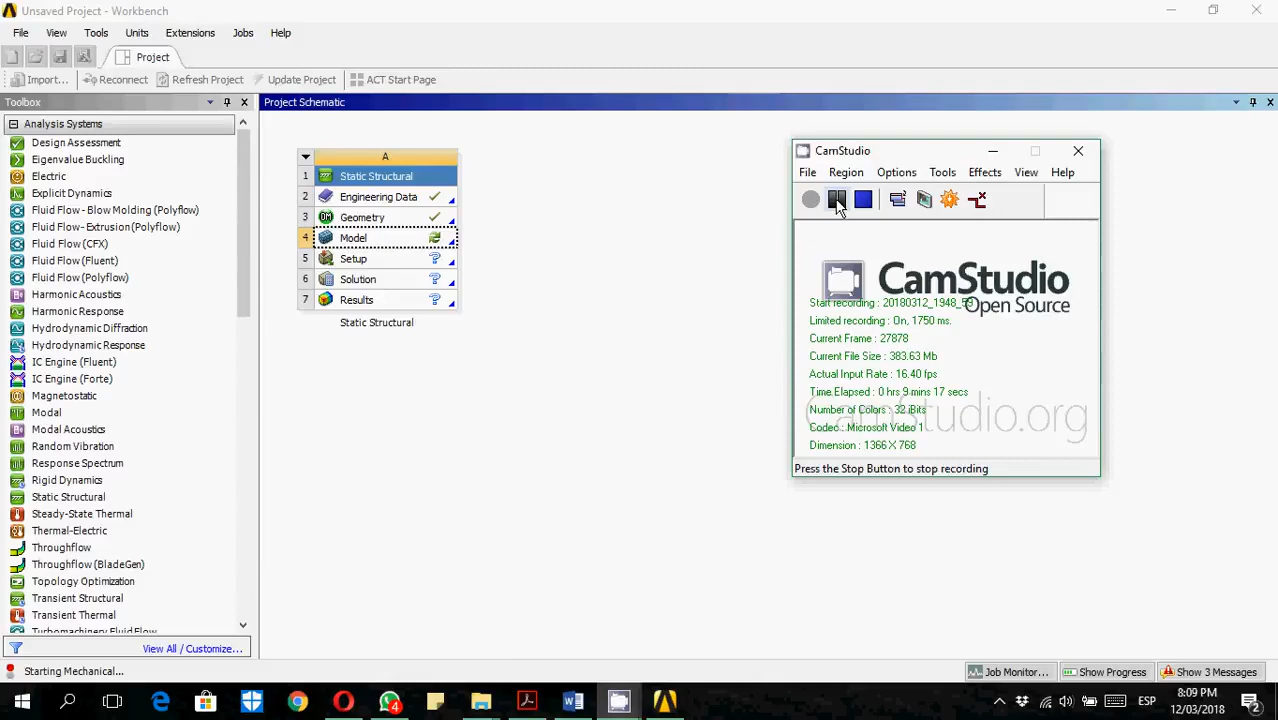 Unsaved Project - Workbench
File View Tools Units Extensions Jobs Help
Project
Import... Reconnect Refresh Project Update Project ACT Start Page
Toolbox
Project Schematic
Analysis Systems
Design Assessment
Eigenvalue Buckling
Electric
Explicit Dynamics
Fluid Flow - Blow Molding (Polyflow)
Fluid Flow - Extrusion (Polyflow)
Fluid Flow (CFX)
Fluid Flow (Fluent)
Fluid Flow (Polyflow)
Harmonic Acoustics
Harmonic Response
Hydrodynamic Diffraction
Hydrodynamic Response
IC Engine (Fluent)
IC Engine (Forte)
Magnetostatic
Modal
Modal Acoustics
Random Vibration
Response Spectrum
Rigid Dynamics
Static Structural
Steady-State Thermal
Thermal-Electric
Throughflow
Throughflow (BladeGen)
Topology Optimization
Transient Structural
Transient Thermal
Turbomachinery Fluid Flow
View All / Customize...
A
1 Static Structural
2 Engineering Data
3 DM Geometry
4 Model
5 Setup ?
6 Solution ?
7 Results ?
Static Structural
CamStudio
File Region Options Tools Effects View Help
CamStudio
Open Source
Start recording : 20180312_1948_59
Limited recording : On, 1750 ms.
Current Frame : 27878
Current File Size : 383.63 Mb
Actual Input Rate : 16.40 fps
Time Elapsed : 0 hrs 9 mins 17 secs
Number of Colors : 32 Bits
CamStudio.org
Codec : Microsoft Video 1
Dimension : 1366 X 768
Press the Stop Button to stop recording
Starting Mechanical...
Job Monitor... Show Progress Show 3 Messages
4
ESP
8:09 PM
12/03/2018
2